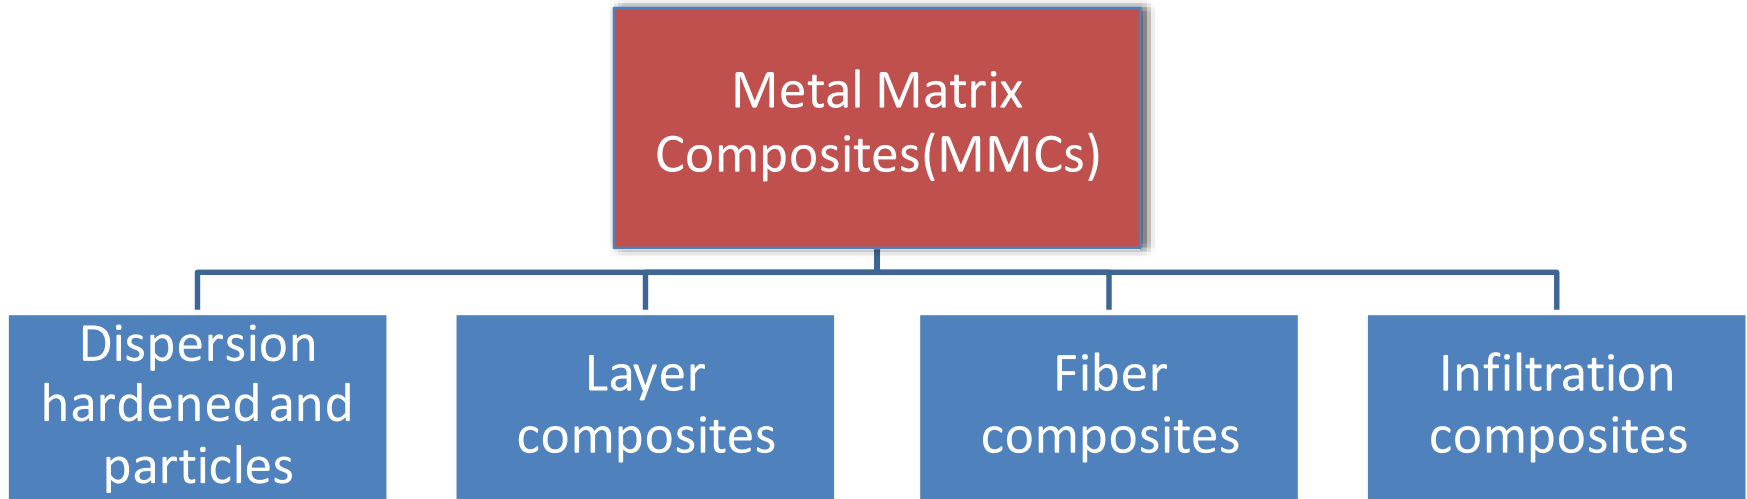 Metal Matrix
Composites(MMCs)
Dispersion
hardened and
particles
Layer
composites
Fiber
composites
Infiltration
composites